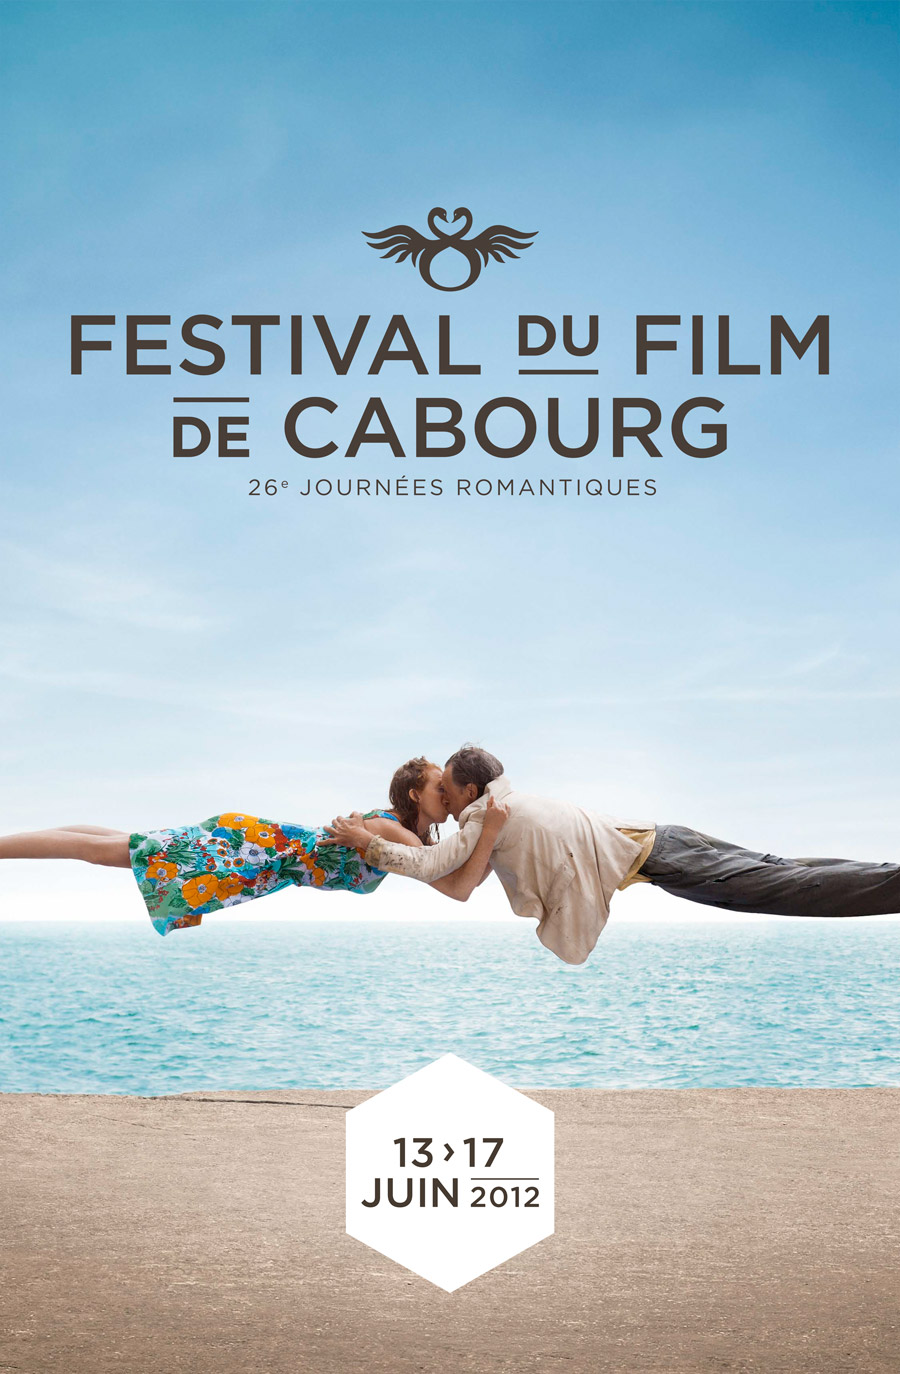 FESTIVAL DU FILM
DE CABOURG
26e JOURNÉES ROMANTIQUES
13 › 17
JUIN 2012